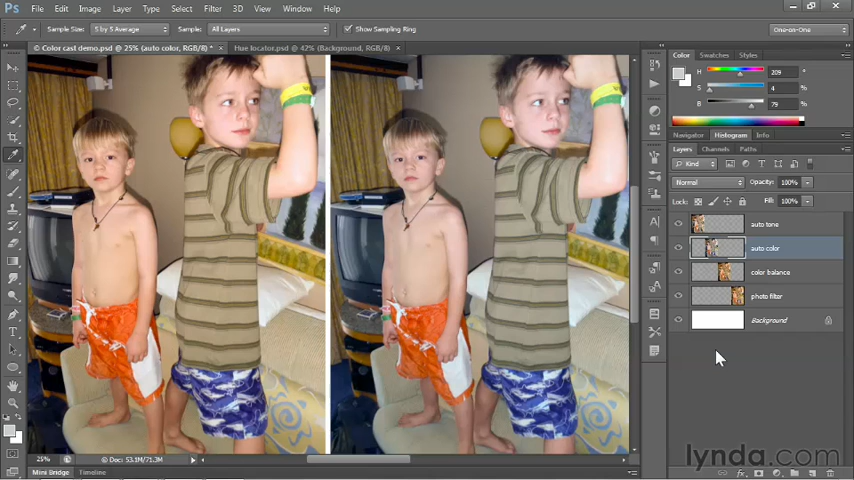 Ps File Edit Image Layer Type Select Filter 3D View Window Help
Sample Size: 5 by 5 Average Sample: All Layers Show Sampling Ring One-on-One
© Color cast demo.psd @ 25% (auto color, RGB/8) * × Hue locator.psd @ 42% (Background, RGB/8) ×
Color Swatches Styles
H 209 °
S 4 %
B 79 %
Navigator Histogram Info
Layers Channels Paths
Kind
Normal Opacity: 100%
Lock: Fill: 100%
auto tone
auto color
color balance
photo filter
Background
lynda.com
25% Doc: 53.1M/71.3M
Mini Bridge Timeline